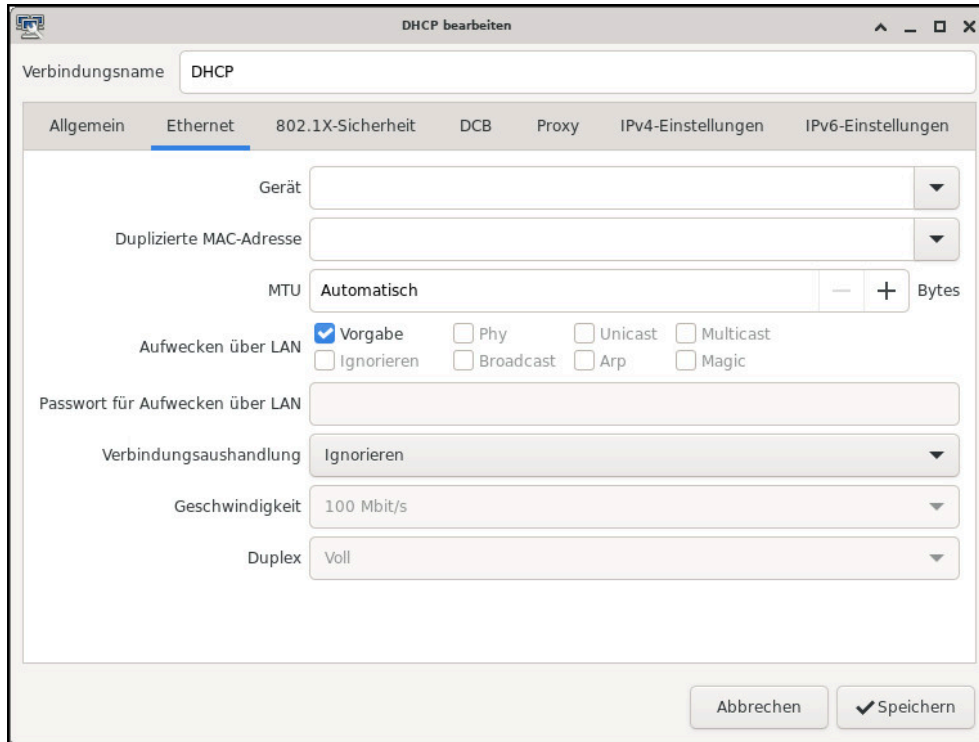 DHCP bearbeiten
Verbindungsname DHCP
Allgemein Ethernet 802.1X-Sicherheit DCB Proxy IPv4-Einstellungen IPv6-Einstellungen
Gerät
Duplizierte MAC-Adresse
MTU Automatisch Bytes
Vorgabe Phy Unicast Multicast
Aufwecken über LAN
Ignorieren Broadcast Arp Magic
Passwort für Aufwecken über LAN
Verbindungsaushandlung Ignorieren
Geschwindigkeit 100 Mbit/s
Duplex Voll
Abbrechen Speichern